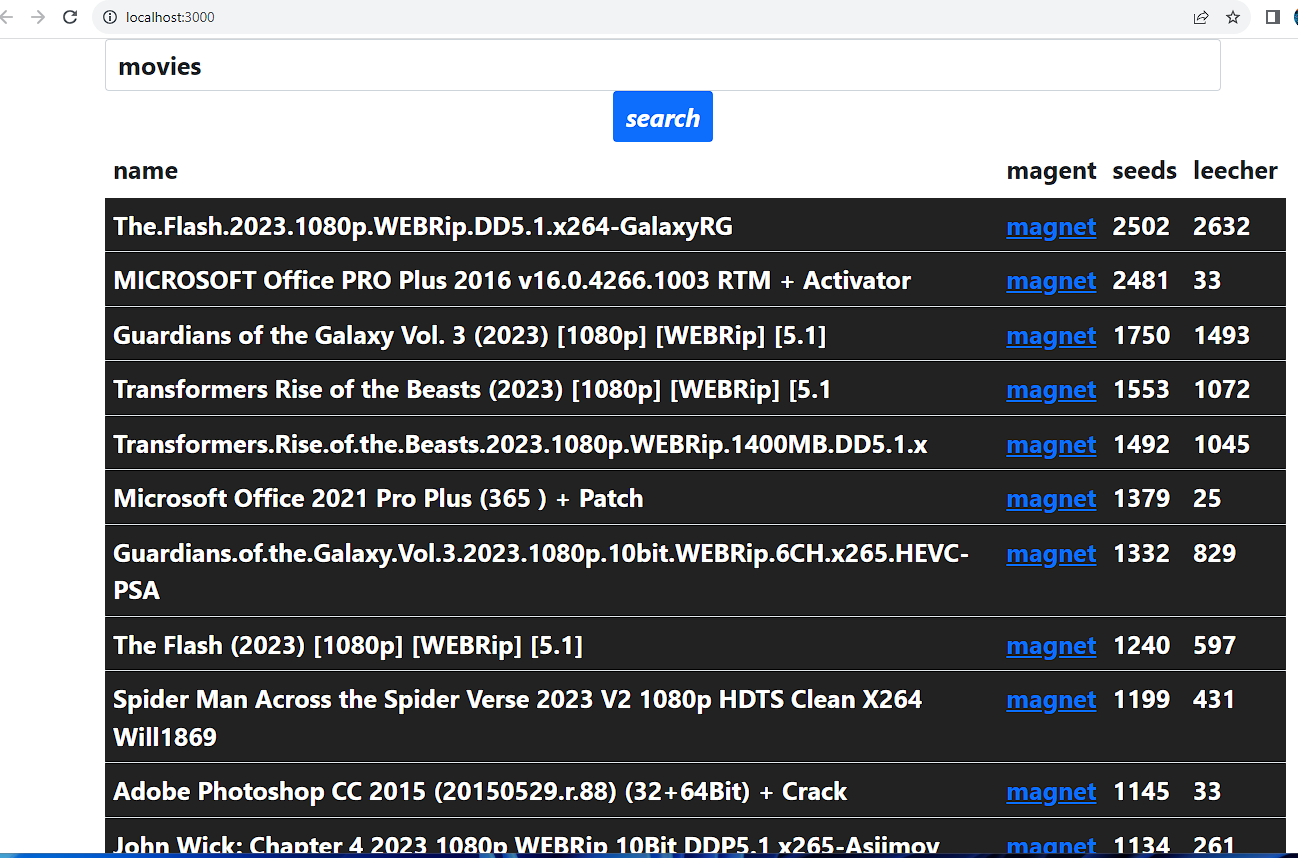 localhost:3000
movies
search
name magent seeds leecher
The.Flash.2023.1080p.WEBRip.DD5.1.x264-GalaxyRG magnet 2502 2632
MICROSOFT Office PRO Plus 2016 v16.0.4266.1003 RTM + Activator magnet 2481 33
Guardians of the Galaxy Vol. 3 (2023) [1080p] [WEBRip] [5.1] magnet 1750 1493
Transformers Rise of the Beasts (2023) [1080p] [WEBRip] [5.1 magnet 1553 1072
Transformers.Rise.of.the.Beasts.2023.1080p.WEBRip.1400MB.DD5.1.x magnet 1492 1045
Microsoft Office 2021 Pro Plus (365 ) + Patch magnet 1379 25
Guardians.of.the.Galaxy.Vol.3.2023.1080p.10bit.WEBRip.6CH.x265.HEVC- magnet 1332 829
PSA
The Flash (2023) [1080p] [WEBRip] [5.1] magnet 1240 597
Spider Man Across the Spider Verse 2023 V2 1080p HDTS Clean X264 magnet 1199 431
Will1869
Adobe Photoshop CC 2015 (20150529.r.88) (32+64Bit) + Crack magnet 1145 33
John Wick: Chapter 4 2023 1080p WEBRip 10Bit DDP5.1 x265-Asiimov magnet 1134 261